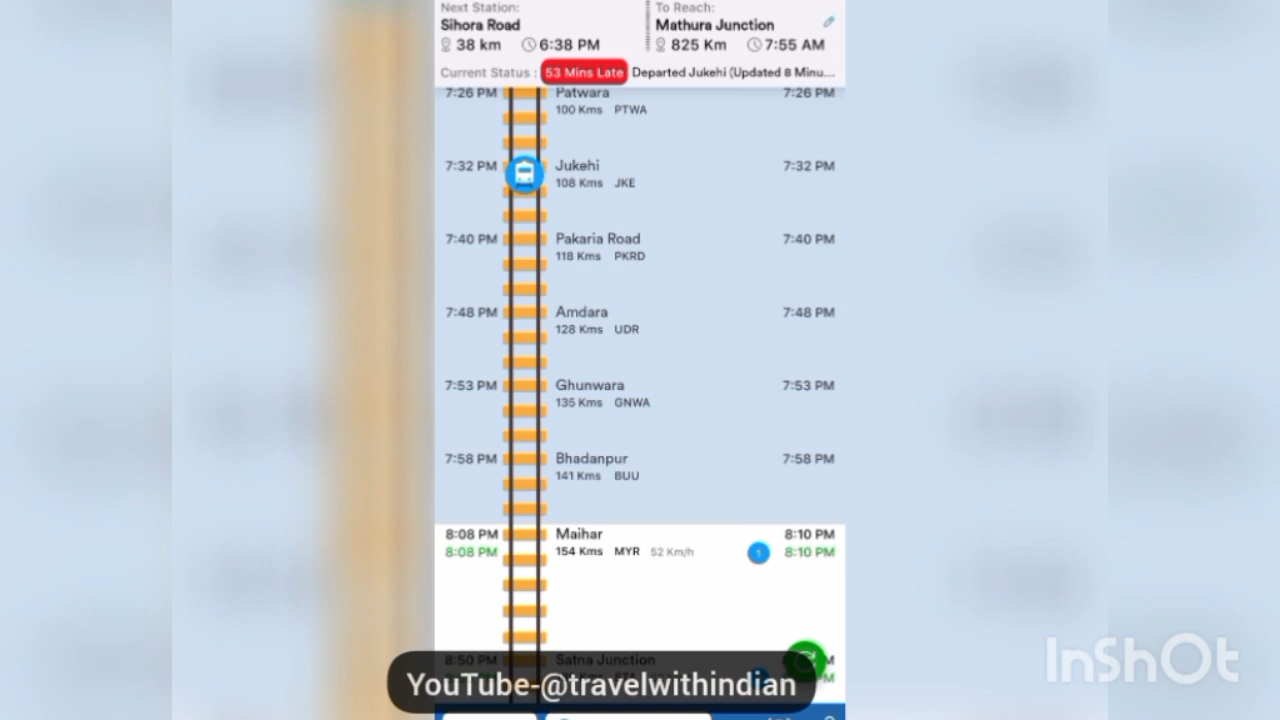 Next Station: To Reach:
Sihora Road Mathura Junction
38 km 6:38 PM 825 Km 7:55 AM
Current Status : 53 Mins Late Departed Jukehi (Updated 8 Minu...
7:26 PM Patwara 7:26 PM
100 Kms PTWA
7:32 PM Jukehi 7:32 PM
108 Kms JKE
7:40 PM Pakaria Road 7:40 PM
118 Kms PKRD
7:48 PM Amdara 7:48 PM
128 Kms UDR
7:53 PM Ghunwara 7:53 PM
135 Kms GNWA
7:58 PM Bhadanpur 7:58 PM
141 Kms BUU
8:08 PM Maihar 8:10 PM
8:08 PM 154 Kms MYR 52 Km/h 1 8:10 PM
8:50 PM Satna Junction
YouTube-@travelwithindian
InShOt